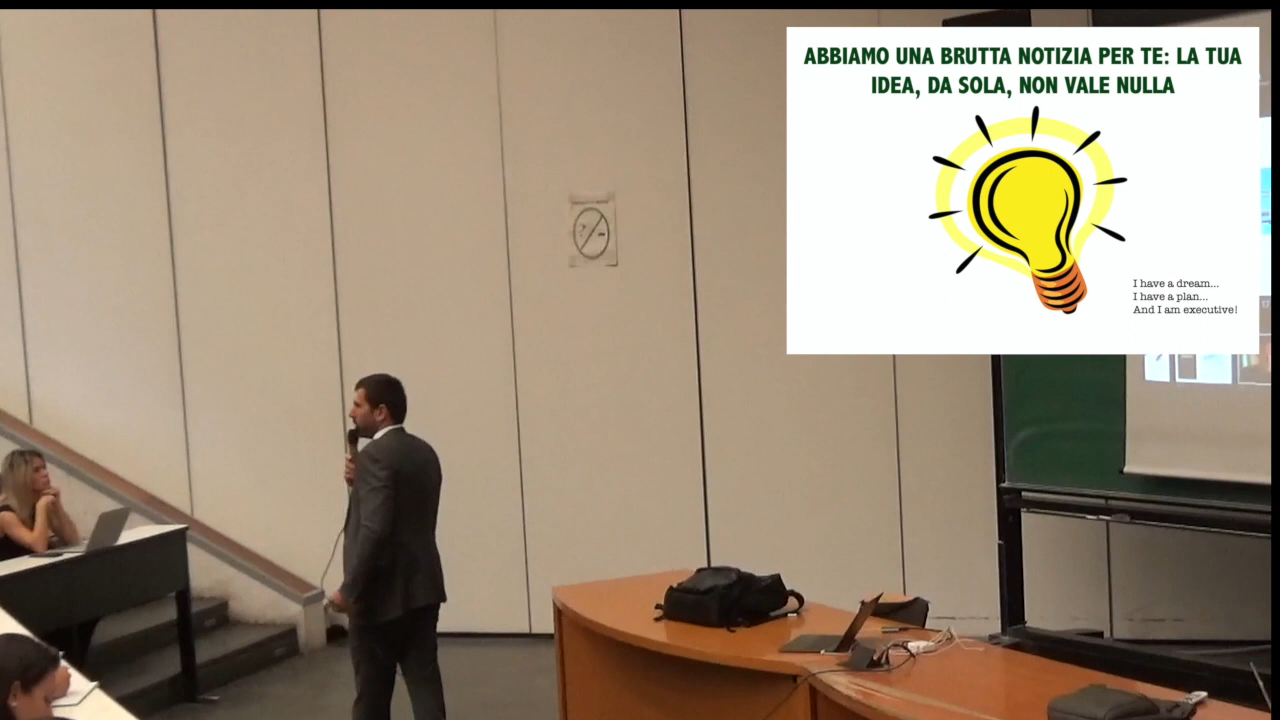 ABBIAMO UNA BRUTTA NOTIZIA PER TE: LA TUA
IDEA, DA SOLA, NON VALE NULLA
I have a dream...
I have a plan...
And I am executive!